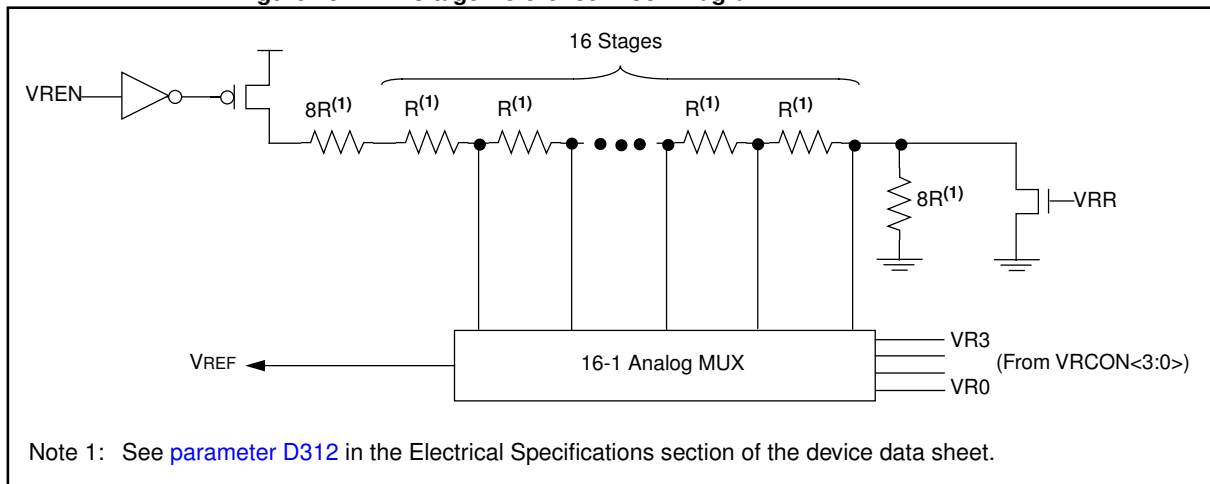 16 Stages
VREN
8R(1)
R(1)
R(1)
R(1)
R(1)
8R(1)
VRR
VREF
16-1 Analog MUX
VR3
(From VRCON<3:0>)
VR0
Note 1: See parameter D312 in the Electrical Specifications section of the device data sheet.